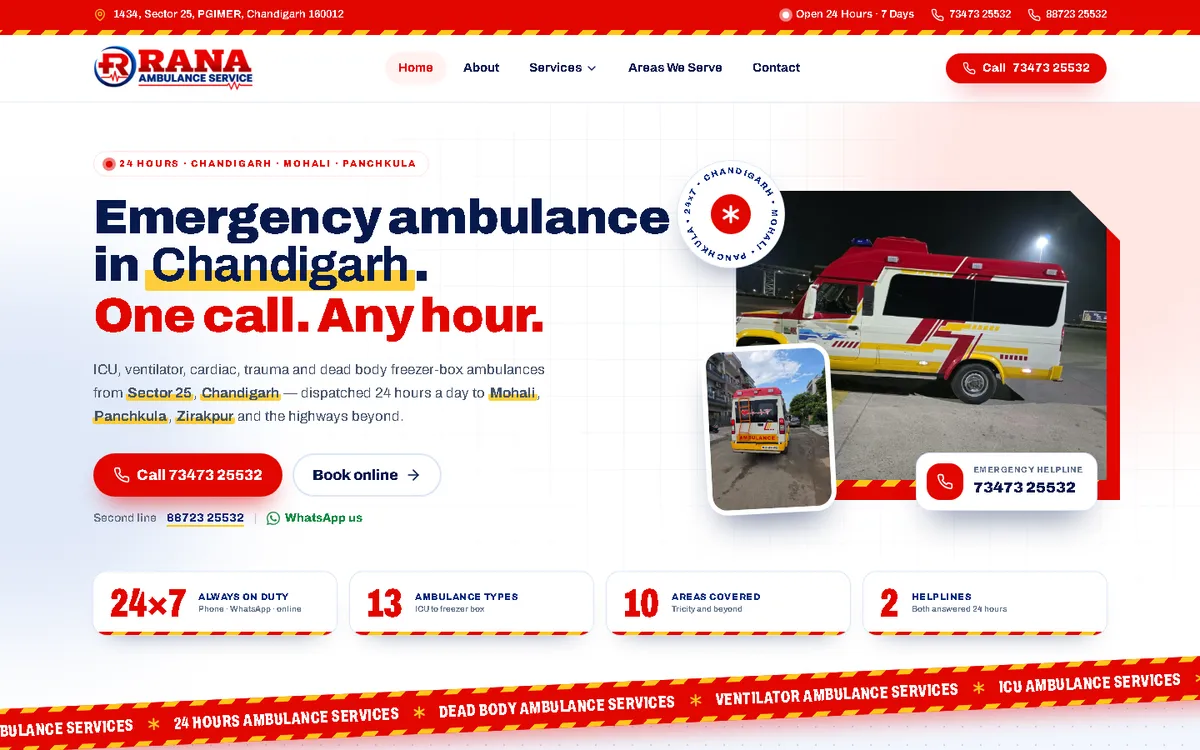 1434, Sector 25, PGIMER, Chandigarh 160012
Open 24 Hours · 7 Days
73473 25532
88723 25532
RANA
AMBULANCE SERVICE
Home
About
Services
Areas We Serve
Contact
Call 73473 25532
24 HOURS · CHANDIGARH · MOHALI · PANCHKULA
Emergency ambulance
in Chandigarh.
One call. Any hour.
ICU, ventilator, cardiac, trauma and dead body freezer-box ambulances
from Sector 25, Chandigarh — dispatched 24 hours a day to Mohali,
Panchkula, Zirakpur and the highways beyond.
Call 73473 25532
Book online
Second line 88723 25532
WhatsApp us
24x7 • CHANDIGARH • MOHALI • PANCHKULA •
AMBULANCE
EMERGENCY HELPLINE
73473 25532
24×7
ALWAYS ON DUTY
Phone · WhatsApp · online
13
AMBULANCE TYPES
ICU to freezer box
10
AREAS COVERED
Tricity and beyond
2
HELPLINES
Both answered 24 hours
BULANCE SERVICES * 24 HOURS AMBULANCE SERVICES * DEAD BODY AMBULANCE SERVICES * VENTILATOR AMBULANCE SERVICES * ICU AMBULANCE SERVICES